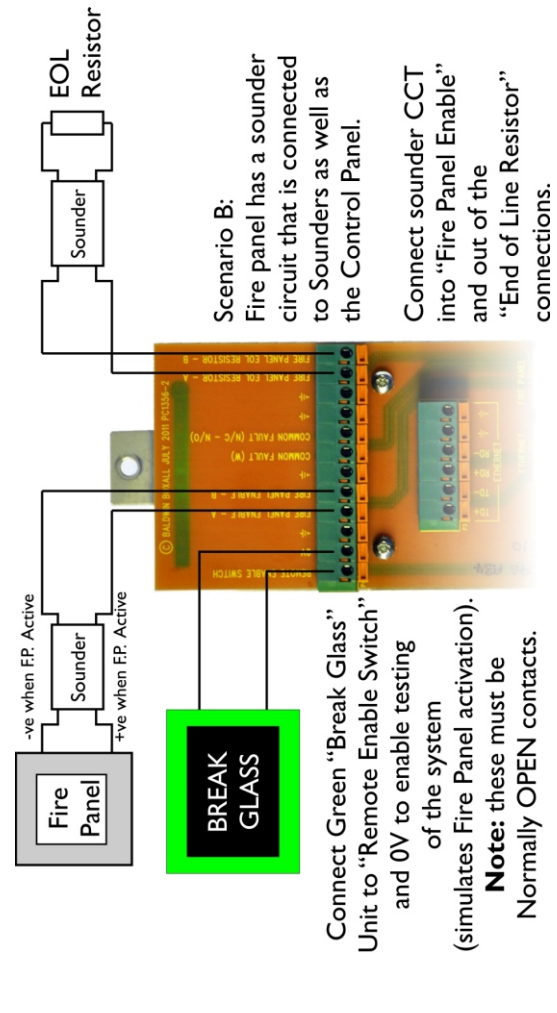 Fire
Panel
-ve when F.P. Active
Sounder
+ve when F.P. Active
Sounder
EOL
Resistor
BREAK
GLASS
Scenario B:
Fire panel has a sounder
circuit that is connected
to Sounders as well as
the Control Panel.
Connect sounder CCT
into “Fire Panel Enable”
and out of the
“End of Line Resistor”
connections.
Connect Green “Break Glass”
Unit to “Remote Enable Switch”
and 0V to enable testing
of the system
(simulates Fire Panel activation).
Note: these must be
Normally OPEN contacts.
© BALDWIN BOXALL JULY 2011 PC1356-2
REMOTE ENABLE SWITCH
0V
FIRE PANEL ENABLE - A
FIRE PANEL ENABLE - B
COMMON FAULT (W)
COMMON FAULT (N/C - N/O)
FIRE PANEL EOL RESISTOR - A
FIRE PANEL EOL RESISTOR - B
ETHERNET